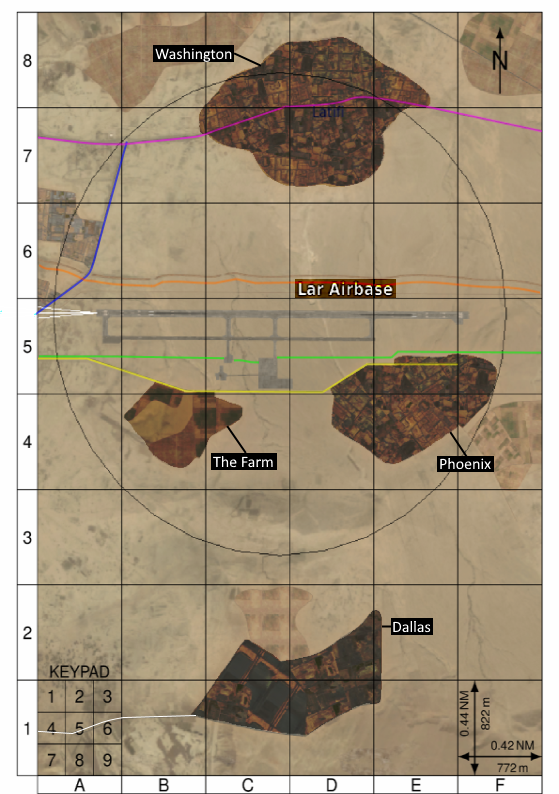 8
Washington
N
Latifi
7
6
Lar Airbase
5
4
The Farm
Phoenix
3
2
Dallas
KEYPAD
1 2 3
4 5 6
7 8 9
1
0.44 NM
822 m
0.42 NM
772 m
A B C D E F